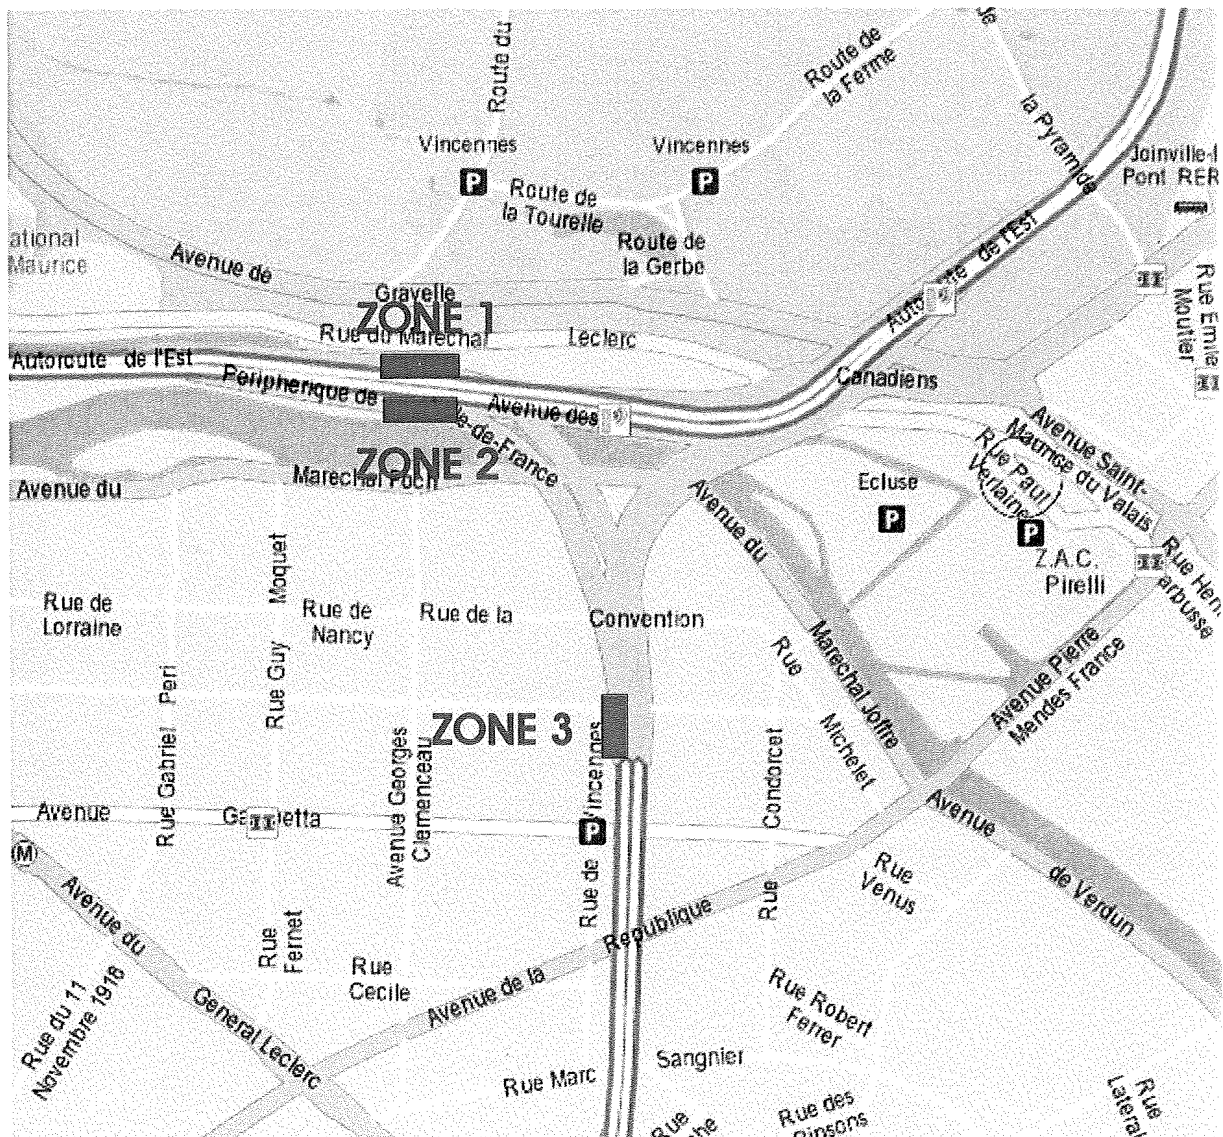 Route du
de
Route de
la Ferme
la Pyramide
Vincennes
P
Vincennes
P
Joinville-l
Pont RER
Route de
la Tourelle
Route de
la Gerbe
ational
Maurice
Avenue de
Gravelle
ZONE 1
Rue du Marechal
Leclerc
Autoroute de l'Est
Rue Emile
Moutier
Autoroute de l'Est
Peripherique de
Avenue des
Canadiens
Ile-de-France
ZONE 2
Avenue du
Marechal Foch
Avenue Saint-
Maurice du Valais
Rue Paul
Verlaine
Ecluse
P
P
Avenue du
Z.A.C.
Pirelli
Rue Hen
arbusse
Rue de
Lorraine
Rue Guy Moquet
Rue de
Nancy
Rue de la
Convention
Rue
Michelet
Marechal Joffre
Avenue Pierre
Mendes France
Rue Gabriel Peri
ZONE 3
Rue de Vincennes
Avenue Georges
Clemenceau
Rue Condorcet
Avenue
P
(M)
Avenue
de Verdun
Avenue du
General Leclerc
Rue
Venus
Rue
Fernet
Rue
Cecile
Avenue de la
Republique
Rue du 11
Novembre 1918
Rue Robert
Ferrer
Rue Marc
Sangnier
Rue
che
Rue des
Pinsons
Rue
Latera